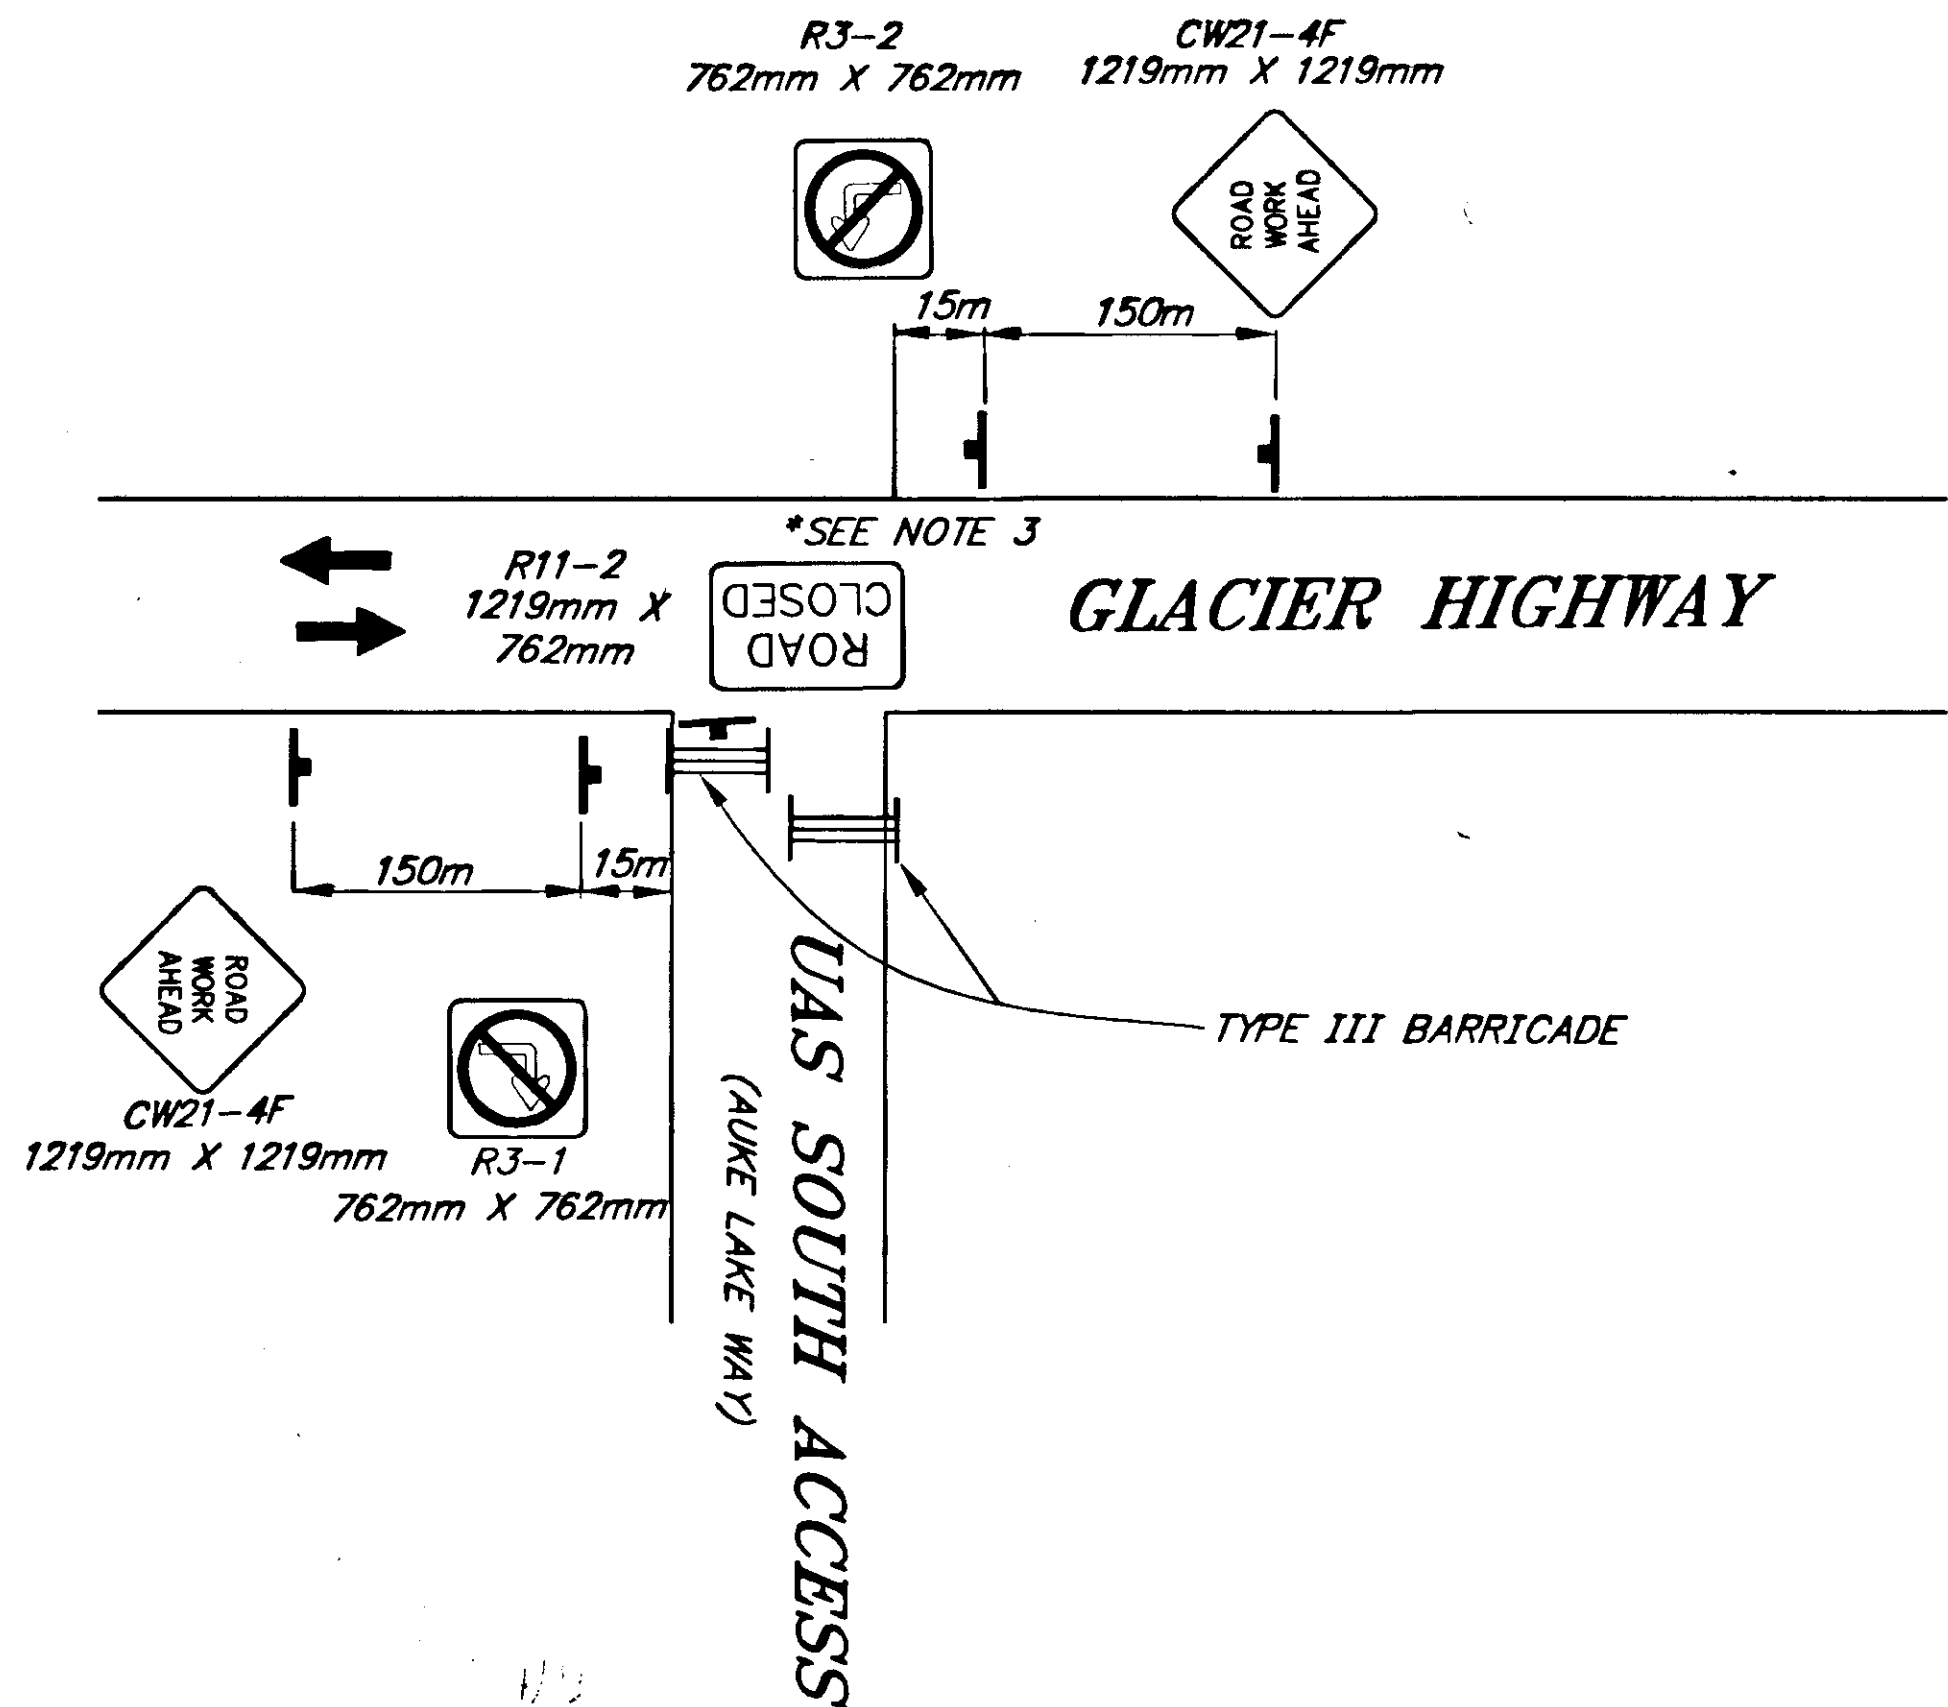 R3-2
762mm X 762mm
CW21-4F
1219mm X 1219mm
ROAD
WORK
AHEAD
15m
150m
*SEE NOTE 3
R11-2
1219mm X
762mm
ROAD
CLOSED
GLACIER HIGHWAY
150m
15m
ROAD
WORK
AHEAD
CW21-4F
1219mm X 1219mm
R3-1
762mm X 762mm
TYPE III BARRICADE
UAS SOUTH ACCESS
(AUKE LAKE WAY)